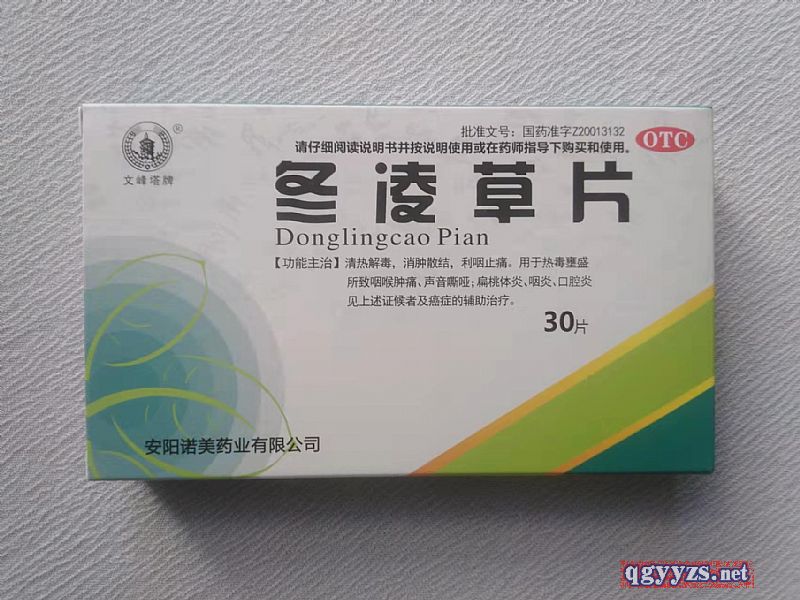 批准文号：国药准字Z20013132
请仔细阅读说明书并按说明使用或在药师指导下购买和使用。
OTC
®
文峰塔牌
冬凌草片
Donglingcao Pian
【功能主治】清热解毒，消肿散结，利咽止痛。用于热毒壅盛
所致咽喉肿痛、声音嘶哑；扁桃体炎、咽炎、口腔炎
见上述证候者及癌症的辅助治疗。
30片
安阳诺美药业有限公司
qgyyzs.net